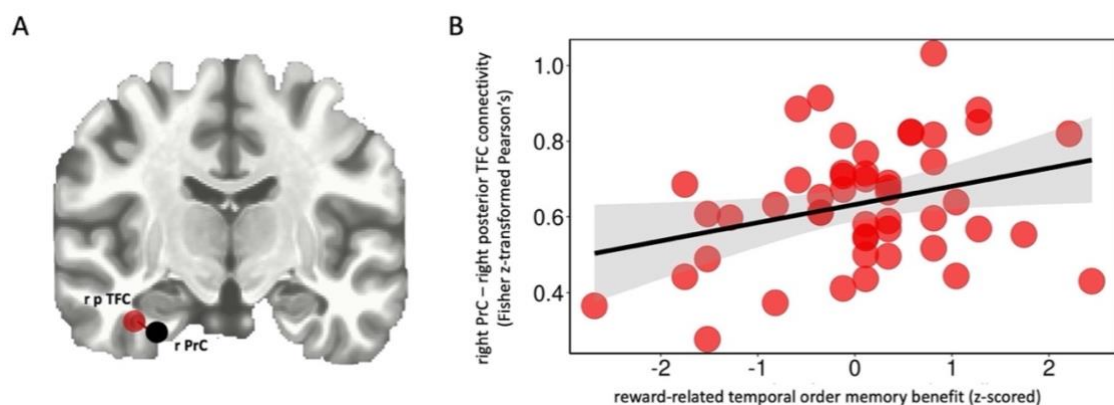 A
r p TFC
r PrC
B
right PrC – right posterior TFC connectivity
(Fisher z-transformed Pearson's)
1.0
0.8
0.6
0.4
-2
-1
0
1
2
reward-related temporal order memory benefit (z-scored)